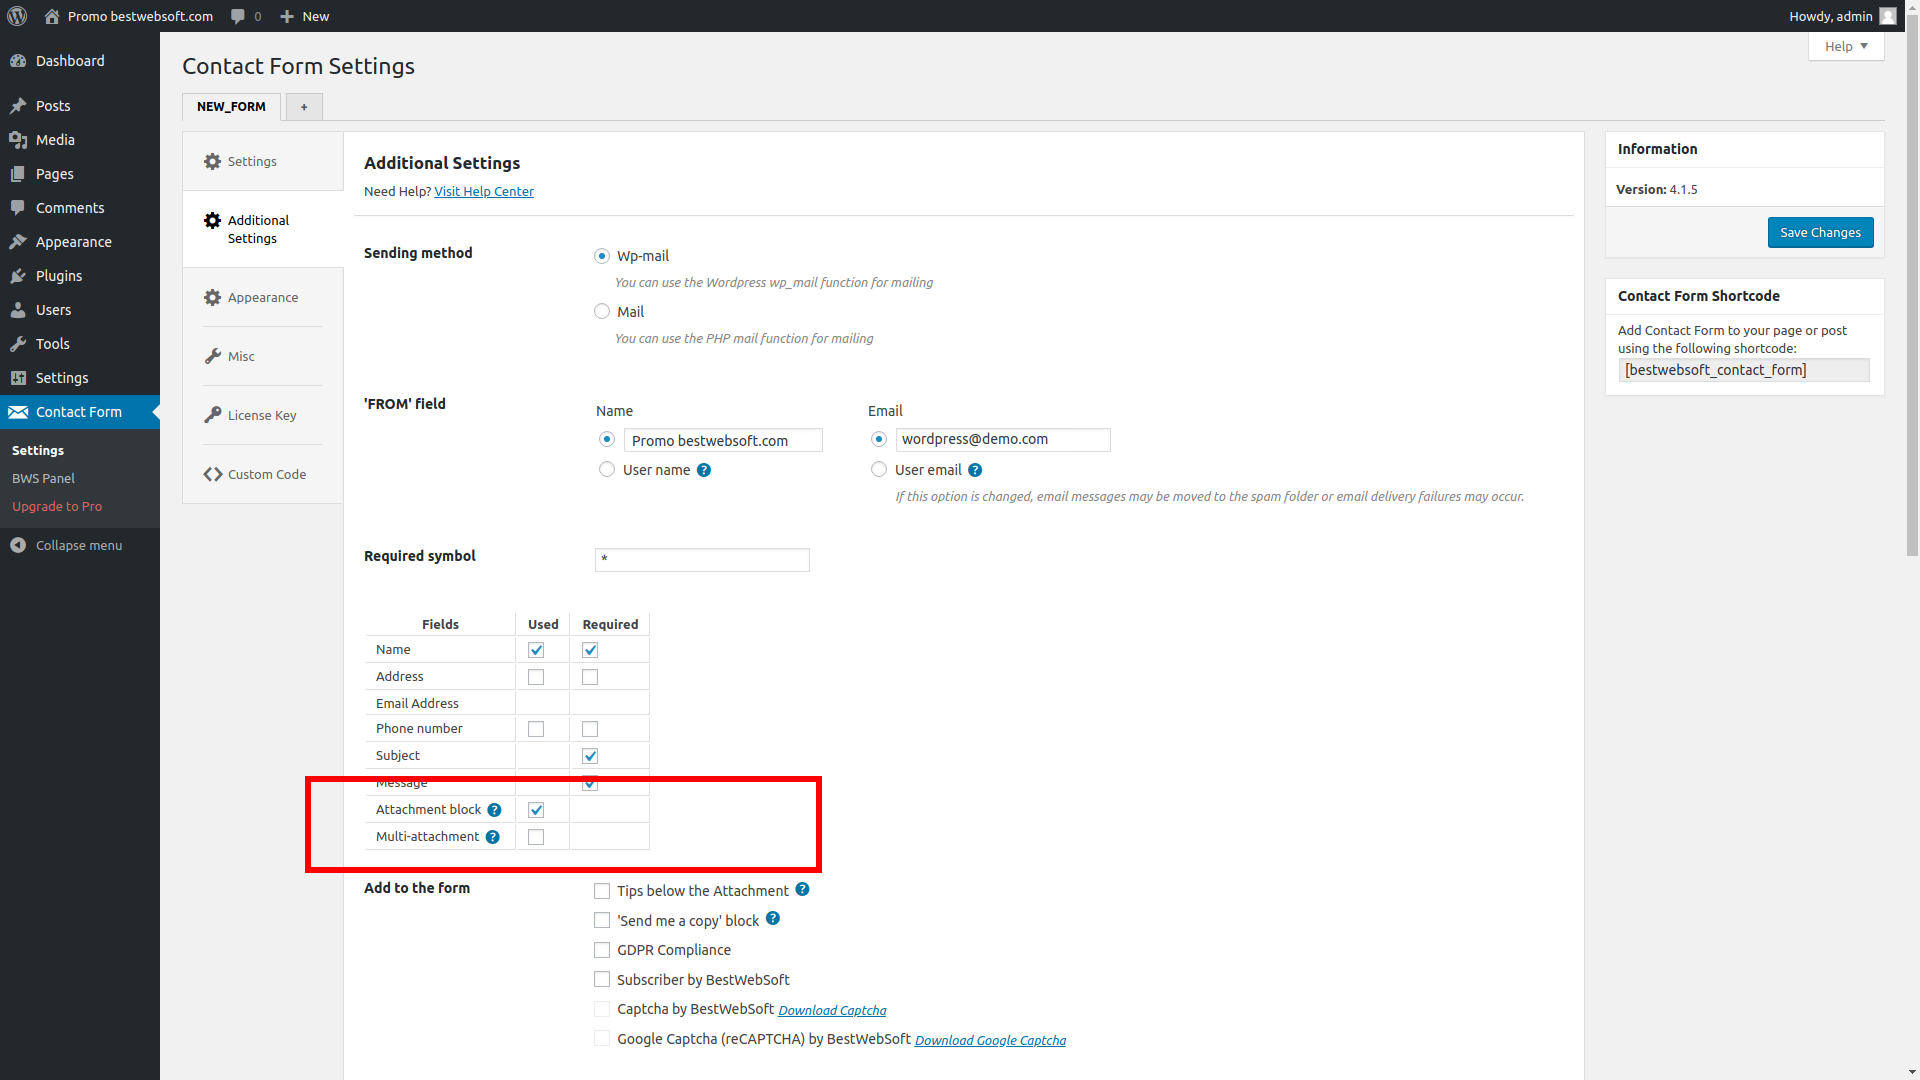 Promo bestwebsoft.com 0 New Howdy, admin
Help
Dashboard
Posts
Media
Pages
Comments
Appearance
Plugins
Users
Tools
Settings
Contact Form
Settings
BWS Panel
Upgrade to Pro
Collapse menu
Contact Form Settings
NEW_FORM +
Settings
Additional
Settings
Appearance
Misc
License Key
Custom Code
Additional Settings
Need Help? Visit Help Center
Sending method
Wp-mail
You can use the Wordpress wp_mail function for mailing
Mail
You can use the PHP mail function for mailing
'FROM' field
Name Email
Promo bestwebsoft.com wordpress@demo.com
User name ? User email ?
If this option is changed, email messages may be moved to the spam folder or email delivery failures may occur.
Required symbol *
Fields Used Required
Name
Address
Email Address
Phone number
Subject
Message
Attachment block ?
Multi-attachment ?
Add to the form
Tips below the Attachment ?
'Send me a copy' block ?
GDPR Compliance
Subscriber by BestWebSoft
Captcha by BestWebSoft Download Captcha
Google Captcha (reCAPTCHA) by BestWebSoft Download Google Captcha
Information
Version: 4.1.5
Save Changes
Contact Form Shortcode
Add Contact Form to your page or post
using the following shortcode:
[bestwebsoft_contact_form]